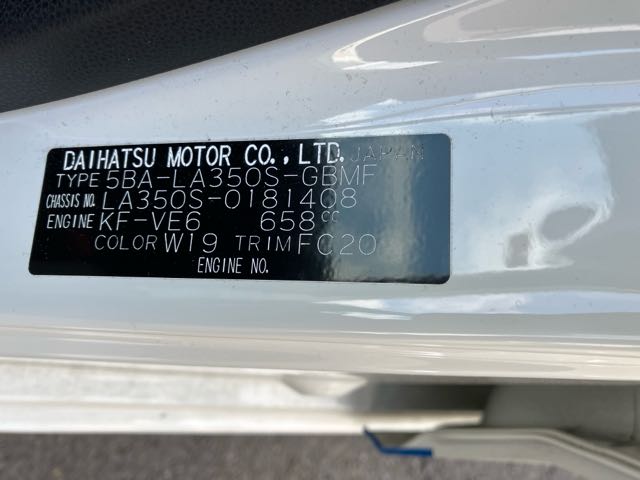 DAIHATSU MOTOR CO.,LTD. JAPAN
TYPE 5BA-LA350S-GBMF
CHASSIS NO. LA350S-0181408
ENGINE KF-VE6 658cc
COLOR W19 TRIM FC20
ENGINE NO.